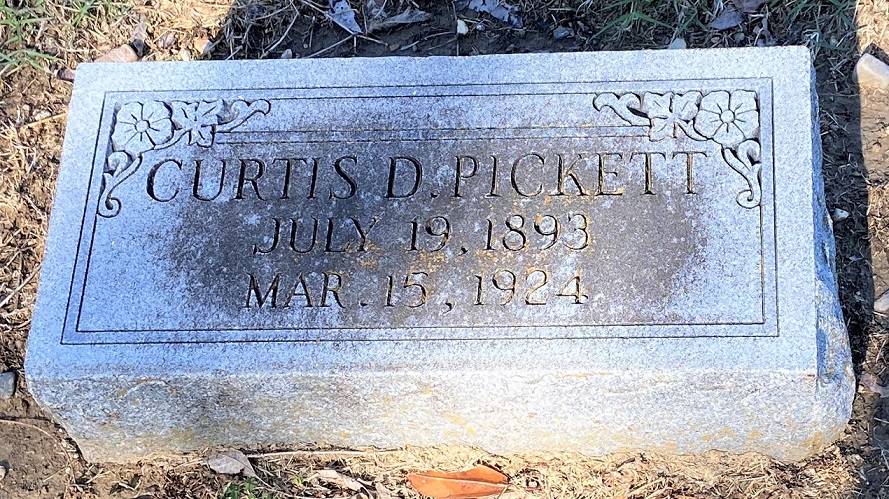 CURTIS D. PICKETT
JULY 19, 1893
MAR. 15, 1924